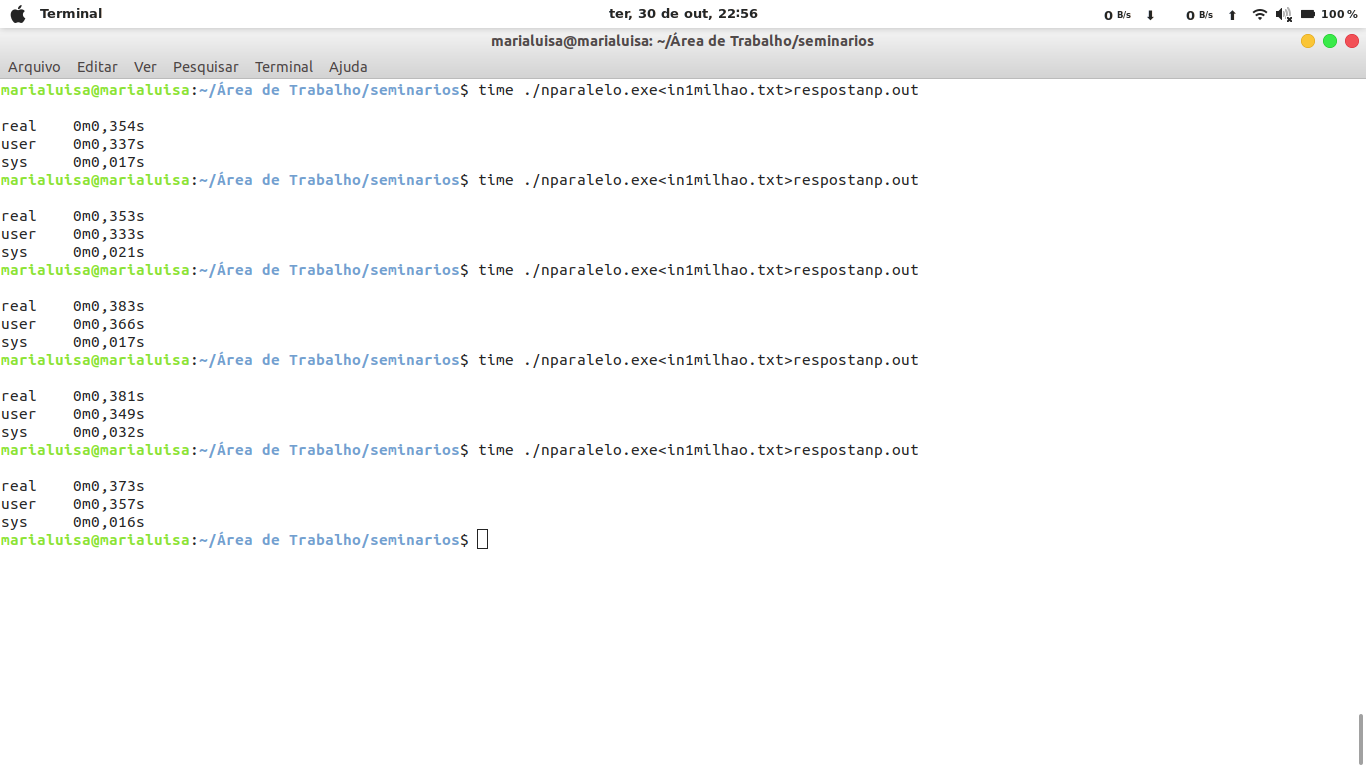 Terminal
ter, 30 de out, 22:56
0 B/s 0 B/s 100 %
marialuisa@marialuisa: ~/Área de Trabalho/seminarios
Arquivo Editar Ver Pesquisar Terminal Ajuda
marialuisa@marialuisa:~/Área de Trabalho/seminarios$ time ./nparalelo.exe<in1milhao.txt>respostanp.out
real 0m0,354s
user 0m0,337s
sys 0m0,017s
marialuisa@marialuisa:~/Área de Trabalho/seminarios$ time ./nparalelo.exe<in1milhao.txt>respostanp.out
real 0m0,353s
user 0m0,333s
sys 0m0,021s
marialuisa@marialuisa:~/Área de Trabalho/seminarios$ time ./nparalelo.exe<in1milhao.txt>respostanp.out
real 0m0,383s
user 0m0,366s
sys 0m0,017s
marialuisa@marialuisa:~/Área de Trabalho/seminarios$ time ./nparalelo.exe<in1milhao.txt>respostanp.out
real 0m0,381s
user 0m0,349s
sys 0m0,032s
marialuisa@marialuisa:~/Área de Trabalho/seminarios$ time ./nparalelo.exe<in1milhao.txt>respostanp.out
real 0m0,373s
user 0m0,357s
sys 0m0,016s
marialuisa@marialuisa:~/Área de Trabalho/seminarios$